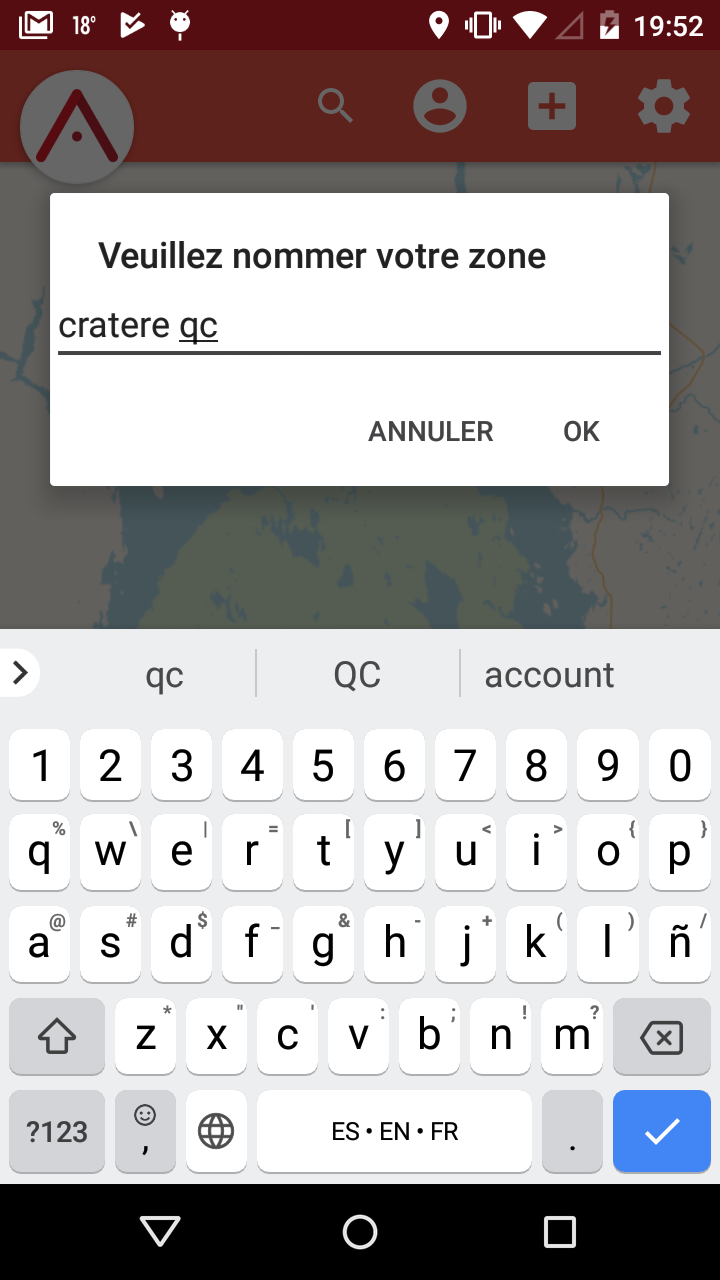 18°
19:52
Veuillez nommer votre zone
cratere qc
ANNULER OK
qc QC account
1 2 3 4 5 6 7 8 9 0
q% w\ e| r= t[ y] u< i> o{ p}
a@ s# d$ f_ g& h- j+ k( l) ñ/
z* x" c' v: b; n! m?
?123 , ES • EN • FR .